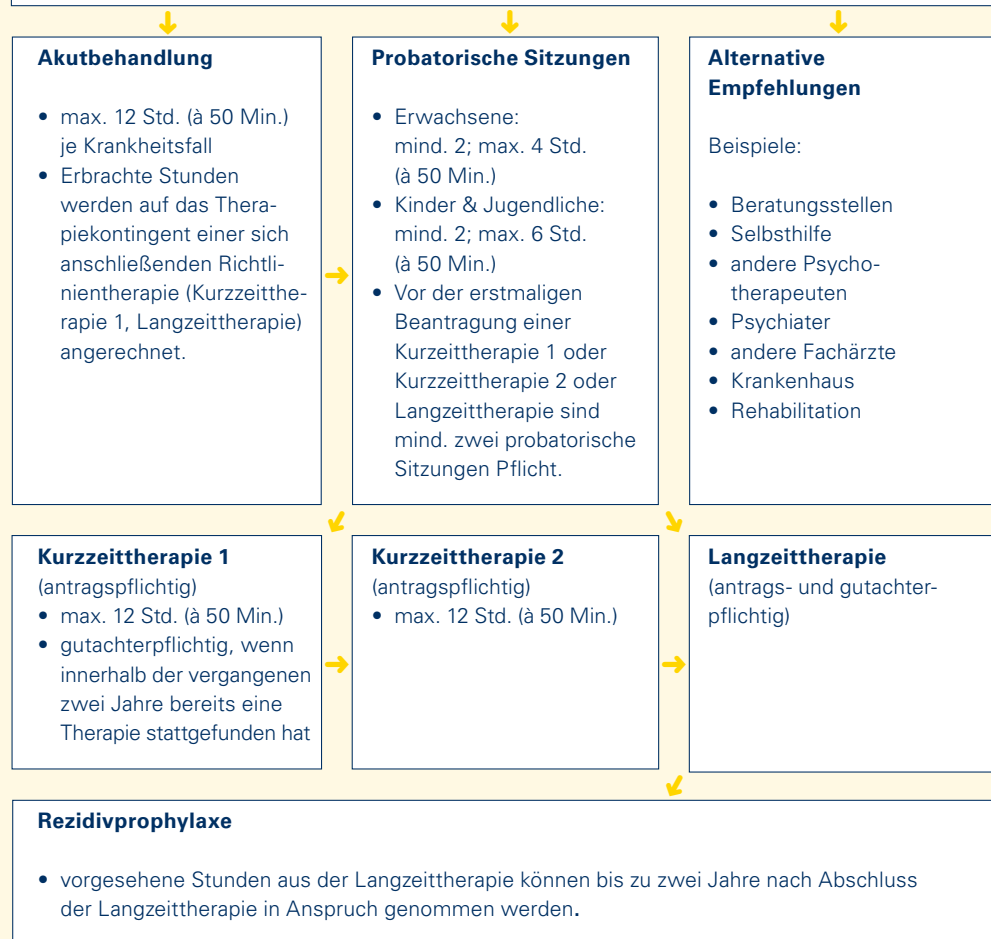 Akutbehandlung
• max. 12 Std. (à 50 Min.)
je Krankheitsfall
• Erbrachte Stunden
werden auf das Thera-
piekontingent einer sich
anschließenden Richtli-
nientherapie (Kurzzeitthe-
rapie 1, Langzeittherapie)
angerechnet.
Probatorische Sitzungen
• Erwachsene:
mind. 2; max. 4 Std.
(à 50 Min.)
• Kinder & Jugendliche:
mind. 2; max. 6 Std.
(à 50 Min.)
• Vor der erstmaligen
Beantragung einer
Kurzeittherapie 1 oder
Kurzzeittherapie 2 oder
Langzeittherapie sind
mind. zwei probatorische
Sitzungen Pflicht.
Alternative
Empfehlungen
Beispiele:
• Beratungsstellen
• Selbsthilfe
• andere Psycho-
therapeuten
• Psychiater
• andere Fachärzte
• Krankenhaus
• Rehabilitation
Kurzzeittherapie 1
(antragspflichtig)
• max. 12 Std. (à 50 Min.)
• gutachterpflichtig, wenn
innerhalb der vergangenen
zwei Jahre bereits eine
Therapie stattgefunden hat
Kurzzeittherapie 2
(antragspflichtig)
• max. 12 Std. (à 50 Min.)
Langzeittherapie
(antrags- und gutachter-
pflichtig)
Rezidivprophylaxe
• vorgesehene Stunden aus der Langzeittherapie können bis zu zwei Jahre nach Abschluss
der Langzeittherapie in Anspruch genommen werden.